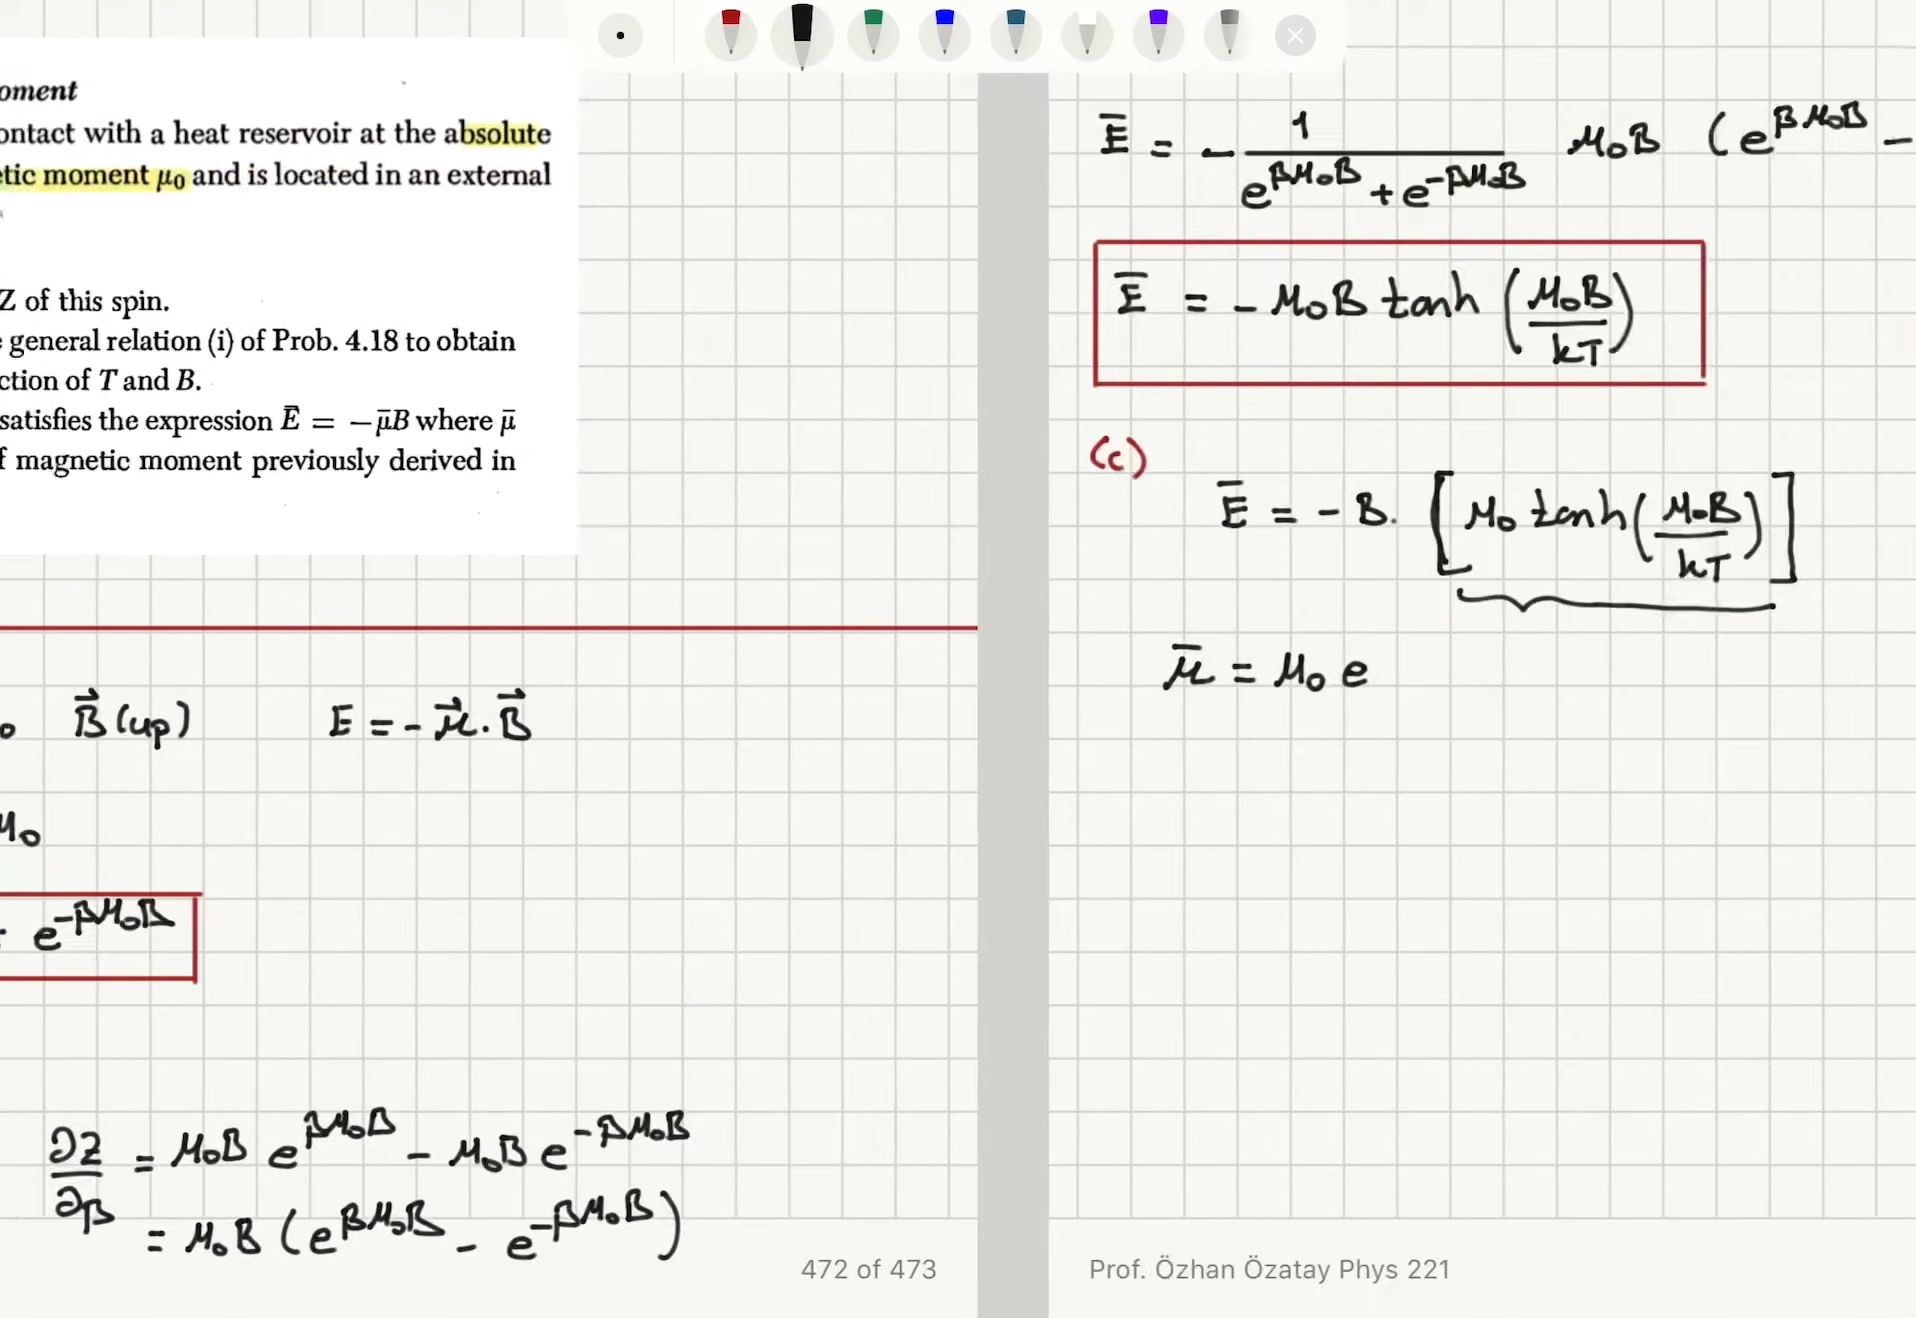 oment
ontact with a heat reservoir at the absolute
etic moment μ₀ and is located in an external
Z of this spin.
general relation (i) of Prob. 4.18 to obtain
ction of T and B.
satisfies the expression Ē = −μ̄B where μ̄
f magnetic moment previously derived in
B⃗ (up) E = - μ⃗ . B⃗
μ₀
e^{-βμ₀B}
∂Z/∂β = μ₀B e^{βμ₀B} - μ₀B e^{-βμ₀B}
= μ₀B (e^{βμ₀B} - e^{-βμ₀B})
472 of 473
Ē = - 1/(e^{βμ₀B} + e^{-βμ₀B}) μ₀B (e^{βμ₀B} -
Ē = - μ₀B tanh (μ₀B/kT)
(c)
Ē = - B. [μ₀ tanh (μ₀B/kT)]
μ̄ = μ₀ e
Prof. Özhan Özatay Phys 221